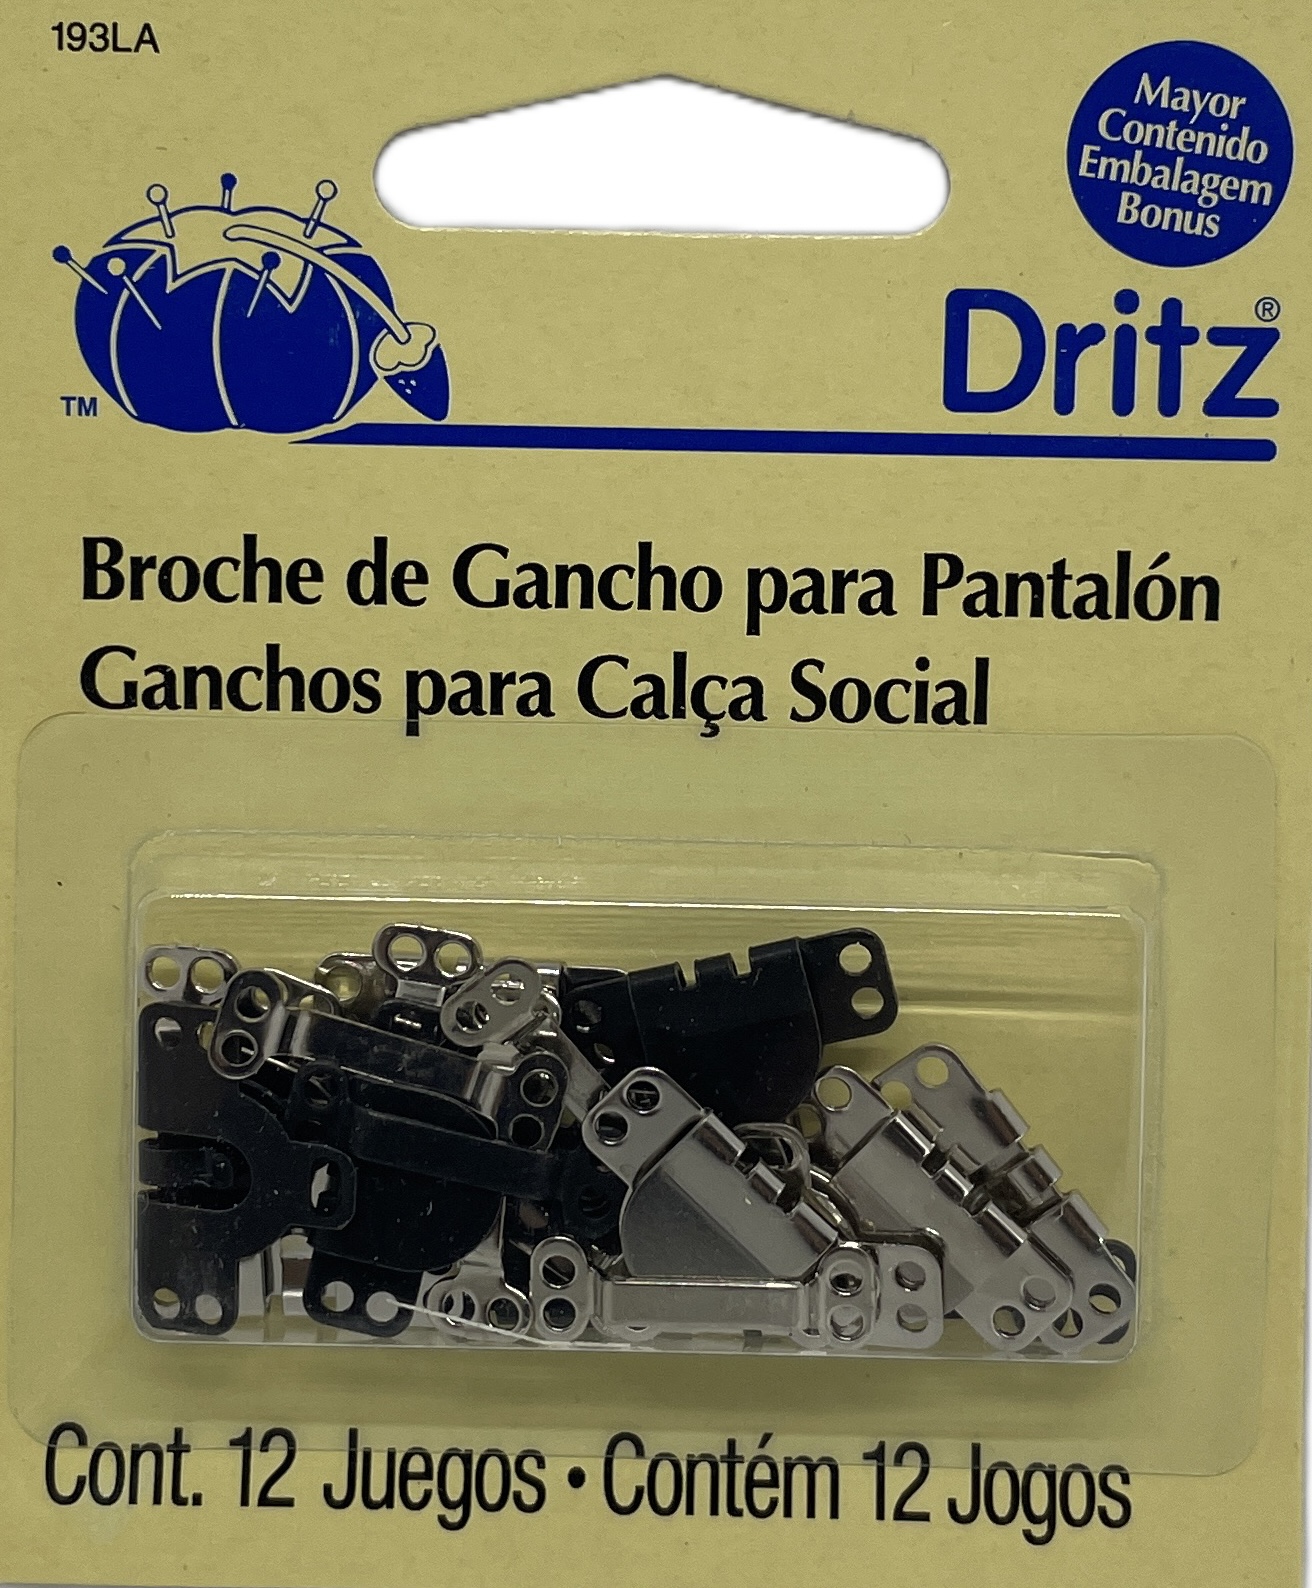 193LA
Mayor
Contenido
Embalagem
Bonus
Dritz®
TM
Broche de Gancho para Pantalón
Ganchos para Calça Social
Cont. 12 Juegos • Contém 12 Jogos